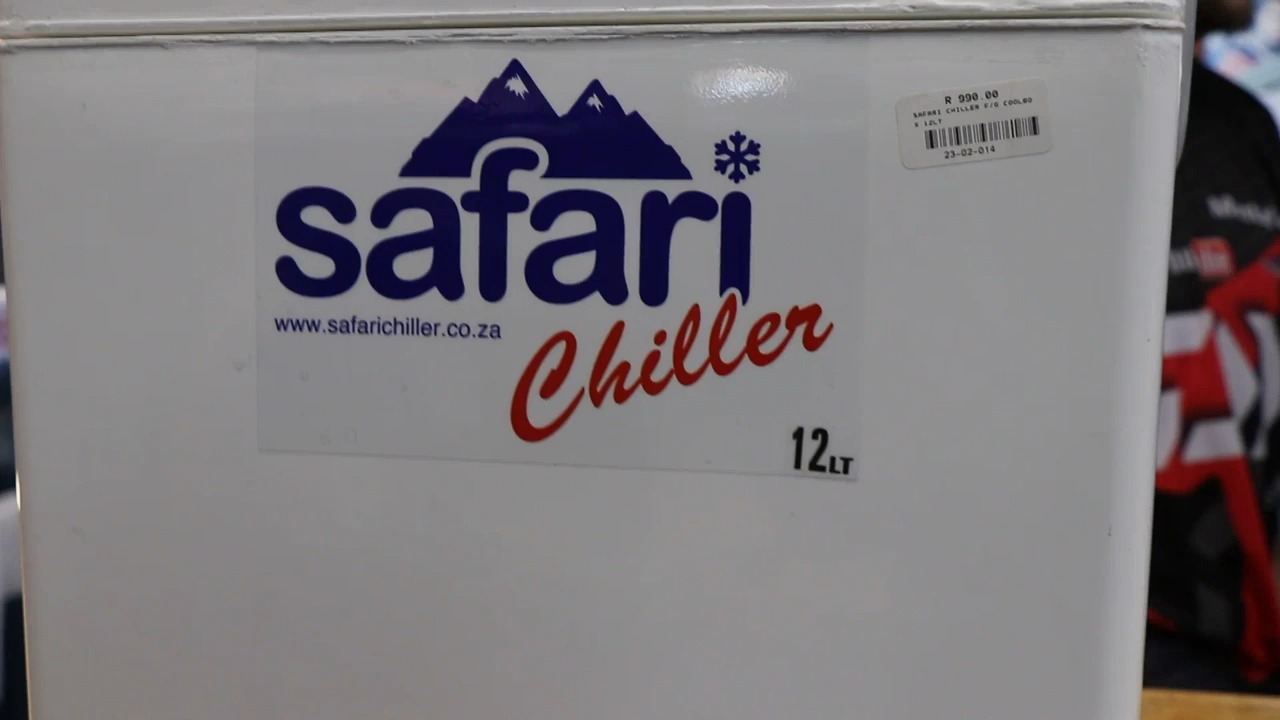 safari
www.safarichiller.co.za
Chiller
12LT
R 990.00
SAFARI CHILLER F/G COOLBO
X 12LT
23-02-014